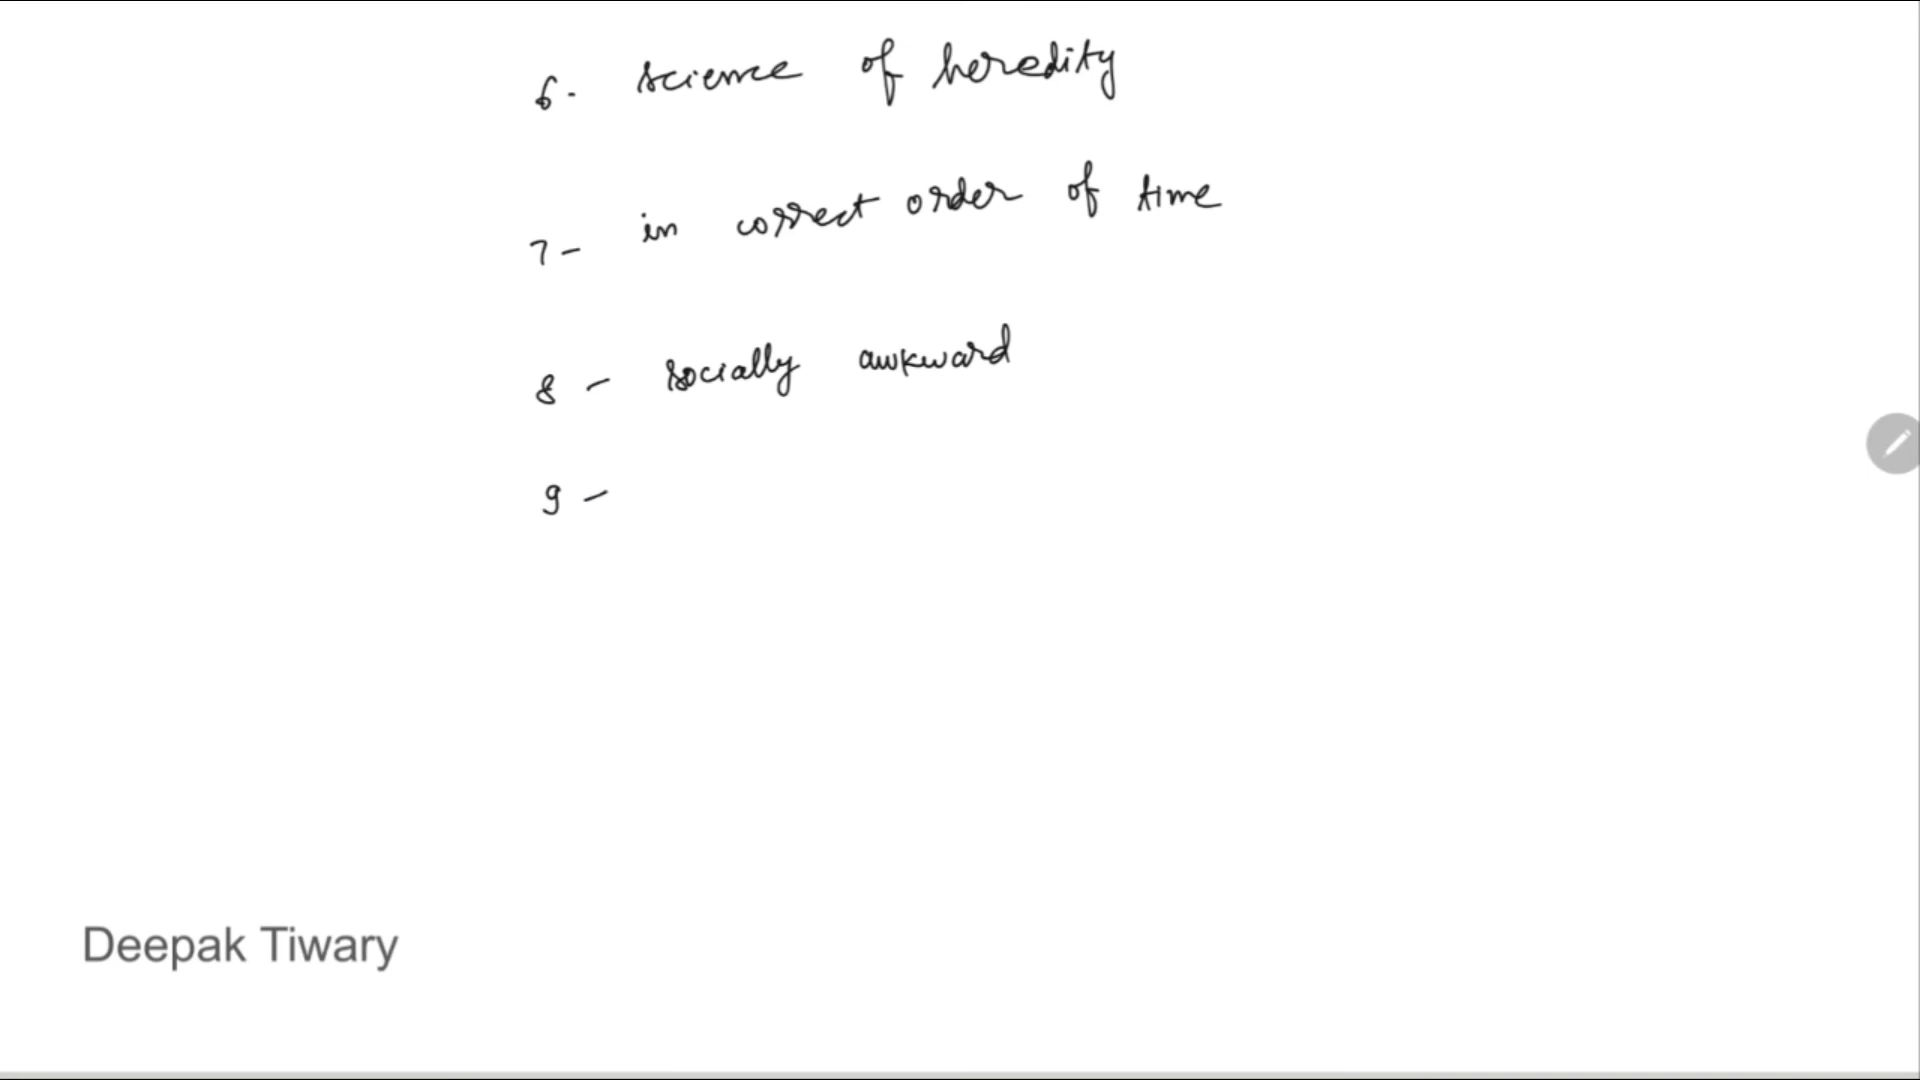 6. science of heredity
7 - in correct order of time
8 - socially awkward
9 -
Deepak Tiwary